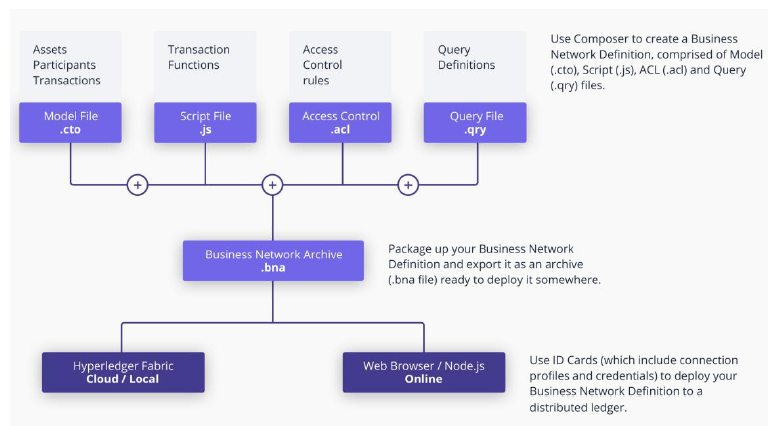 Assets
Participants
Transactions
Transaction
Functions
Access
Control
rules
Query
Definitions
Use Composer to create a Business
Network Definition, comprised of Model
(.cto), Script (.js), ACL (.acl) and Query
(.qry) files.
Model File
.cto
Script File
.js
Access Control
.acl
Query File
.qry
+
+
+
Business Network Archive
.bna
Package up your Business Network
Definition and export it as an archive
(.bna file) ready to deploy it somewhere.
Hyperledger Fabric
Cloud / Local
Web Browser / Node.js
Online
Use ID Cards (which include connection
profiles and credentials) to deploy your
Business Network Definition to a
distributed ledger.